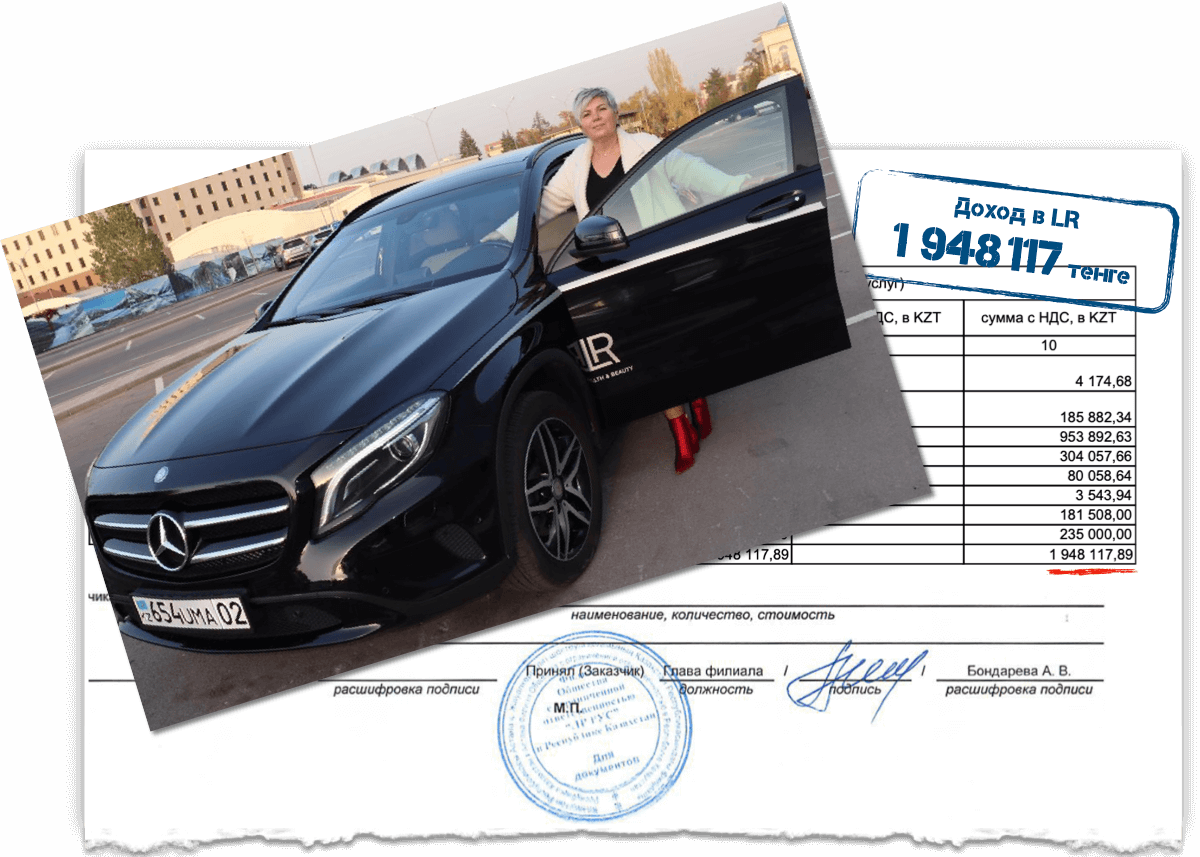 Доход в LR
1 948 117 тенге
услуг)
ДС, в KZT
сумма с НДС, в KZT
10
4 174,68
185 882,34
953 892,63
304 057,66
80 058,64
3 543,94
181 508,00
235 000,00
948 117,89
1 948 117,89
LR
HEALTH & BEAUTY
KZ 654UMA 02
чик
наименование, количество, стоимость
Принял (Заказчик) Глава филиала / / Бондарева А. В.
расшифровка подписи должность подпись расшифровка подписи
М.П.
Общества
с ограниченной
ответственностью
"ЛР РУС"
в Республике Казахстан
Для
документов